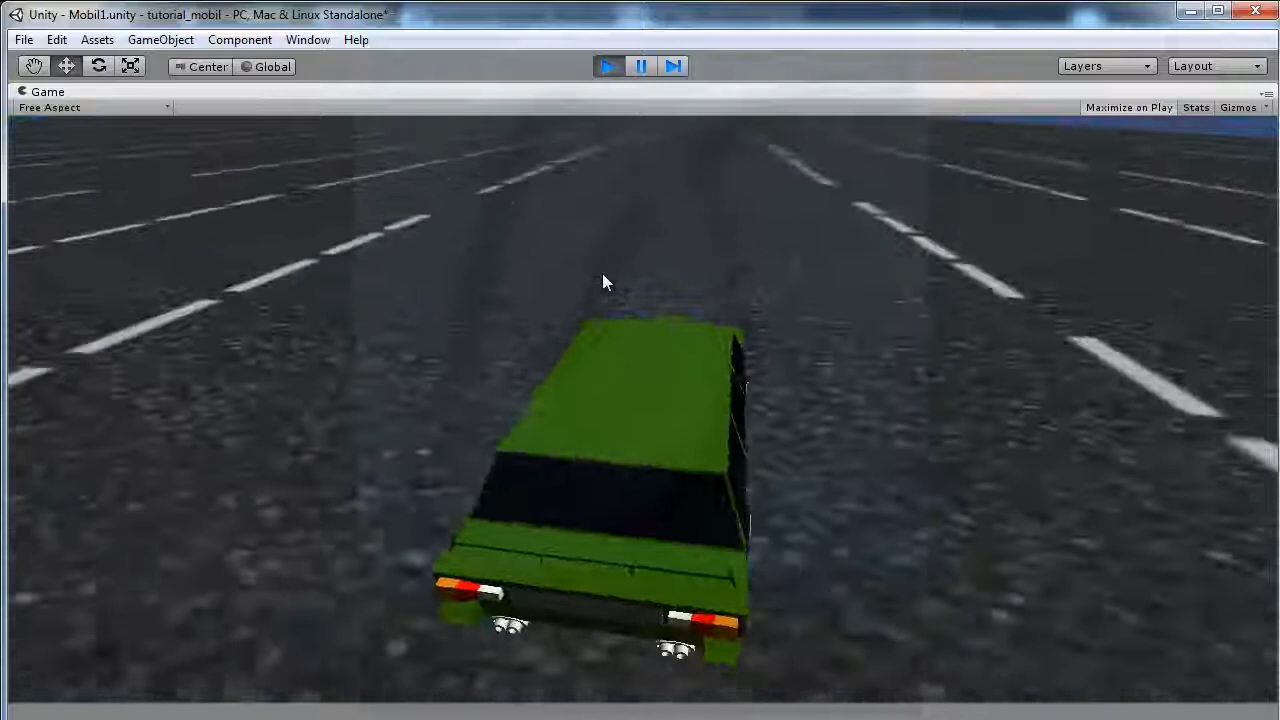 Unity - Mobil1.unity - tutorial_mobil - PC, Mac & Linux Standalone*
File Edit Assets GameObject Component Window Help
Center Global Layers Layout
Game
Free Aspect Maximize on Play Stats Gizmos